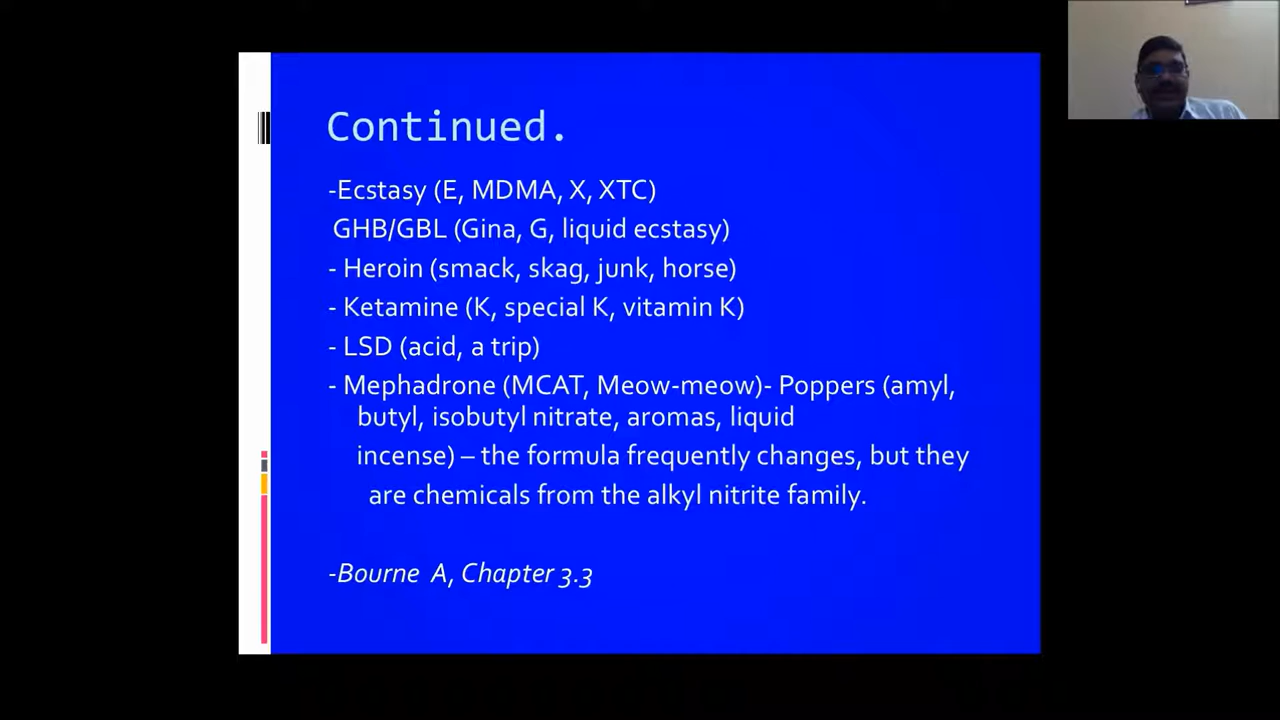 Continued.
-Ecstasy (E, MDMA, X, XTC)
GHB/GBL (Gina, G, liquid ecstasy)
- Heroin (smack, skag, junk, horse)
- Ketamine (K, special K, vitamin K)
- LSD (acid, a trip)
- Mephadrone (MCAT, Meow-meow)- Poppers (amyl,
butyl, isobutyl nitrate, aromas, liquid
incense) – the formula frequently changes, but they
are chemicals from the alkyl nitrite family.
-Bourne A, Chapter 3.3